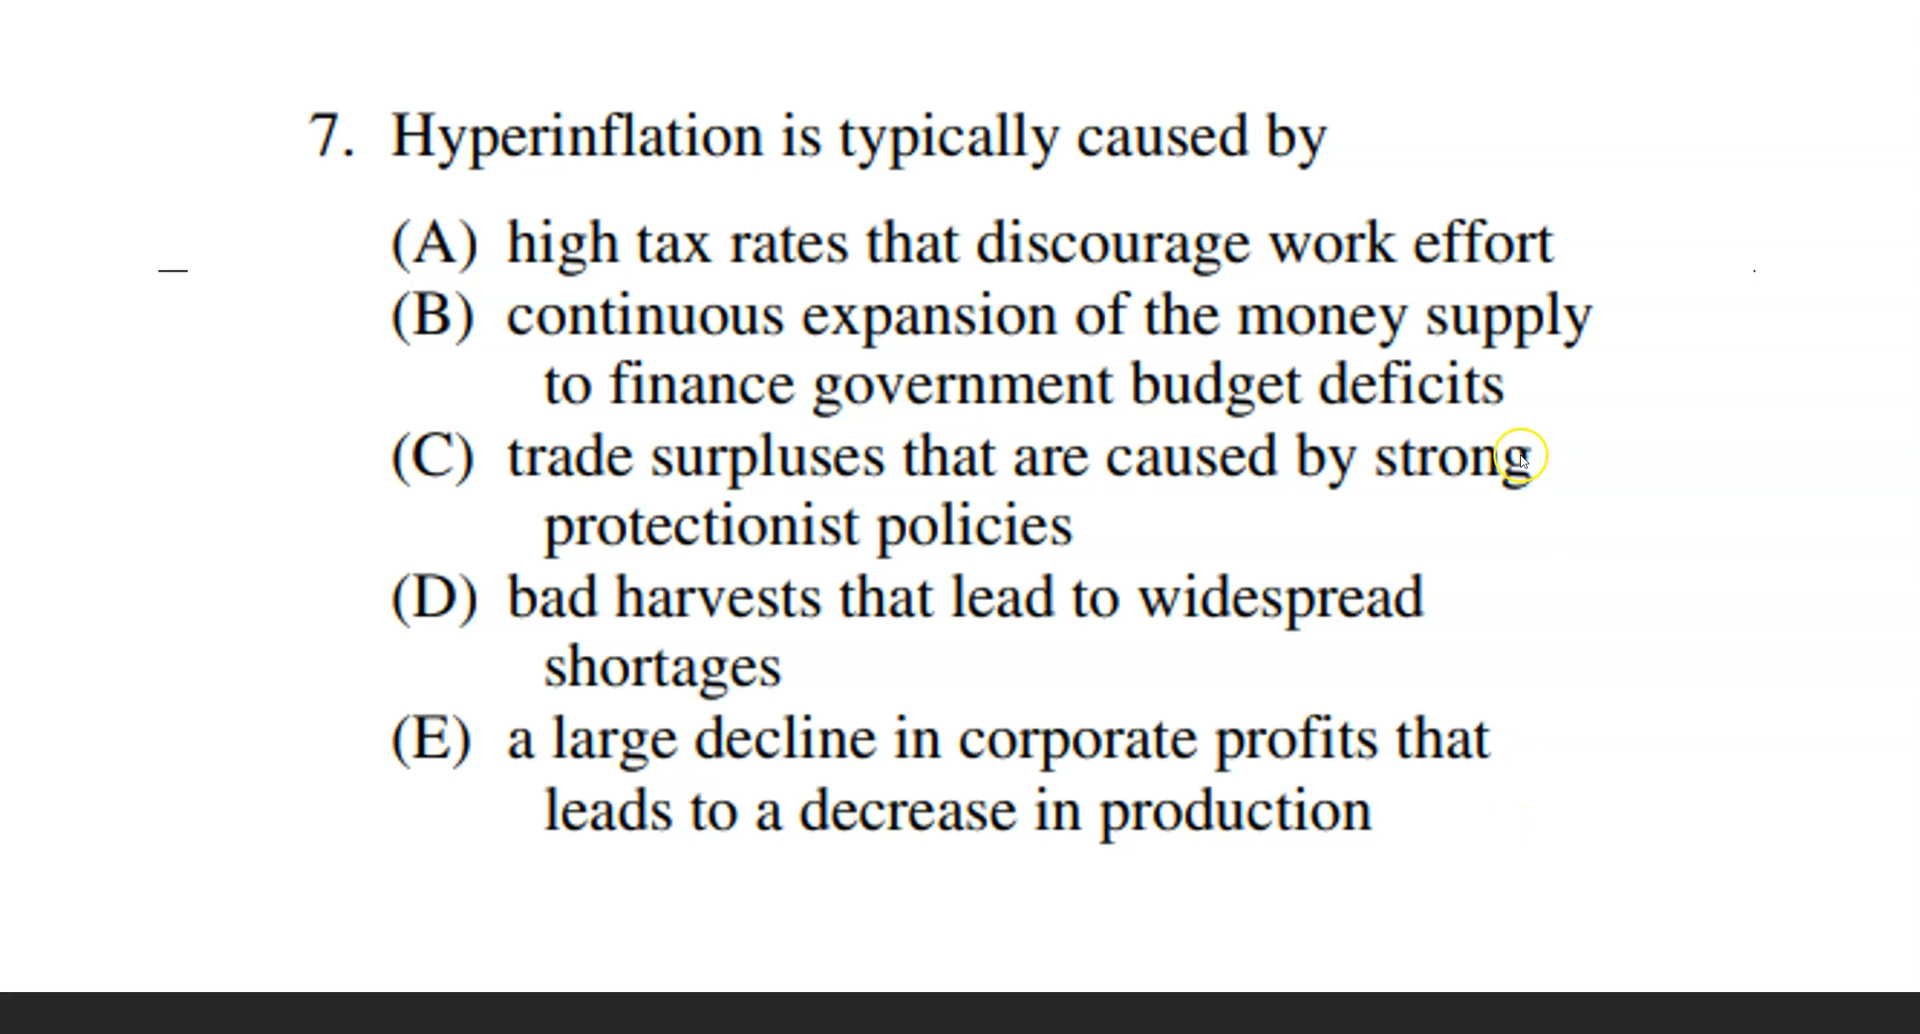 7. Hyperinflation is typically caused by
(A) high tax rates that discourage work effort
(B) continuous expansion of the money supply
to finance government budget deficits
(C) trade surpluses that are caused by strong
protectionist policies
(D) bad harvests that lead to widespread
shortages
(E) a large decline in corporate profits that
leads to a decrease in production